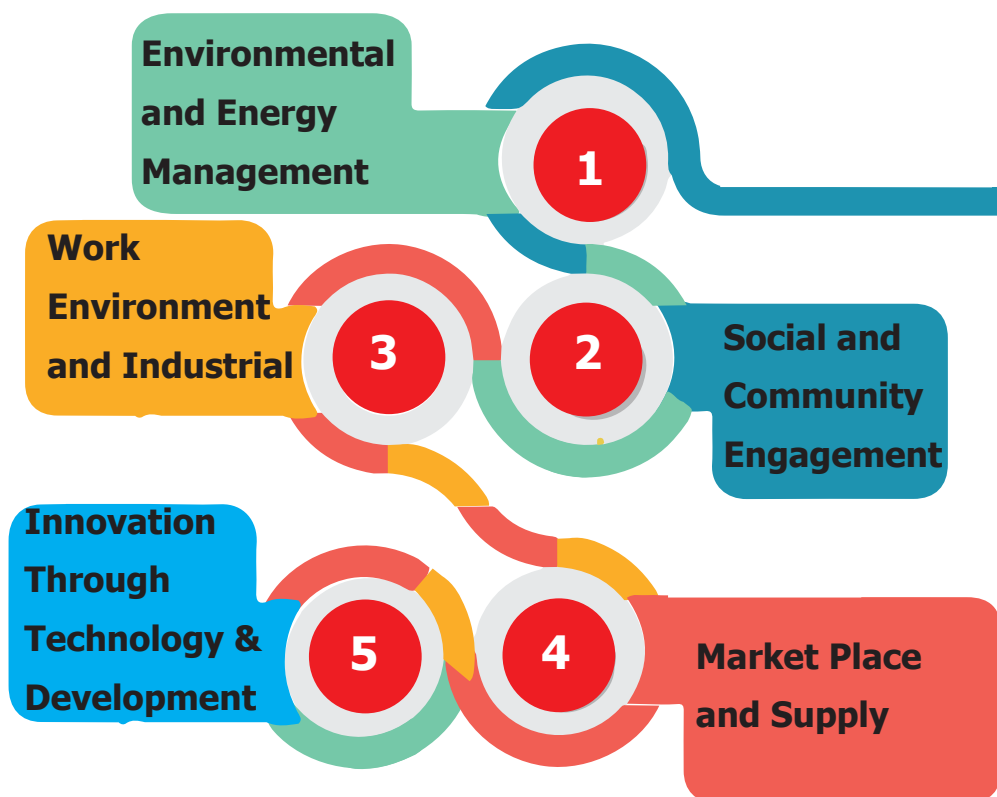 Environmental
and Energy
Management
1
Work
Environment
and Industrial
3
2
Social and
Community
Engagement
Innovation
Through
Technology &
Development
5
4
Market Place
and Supply